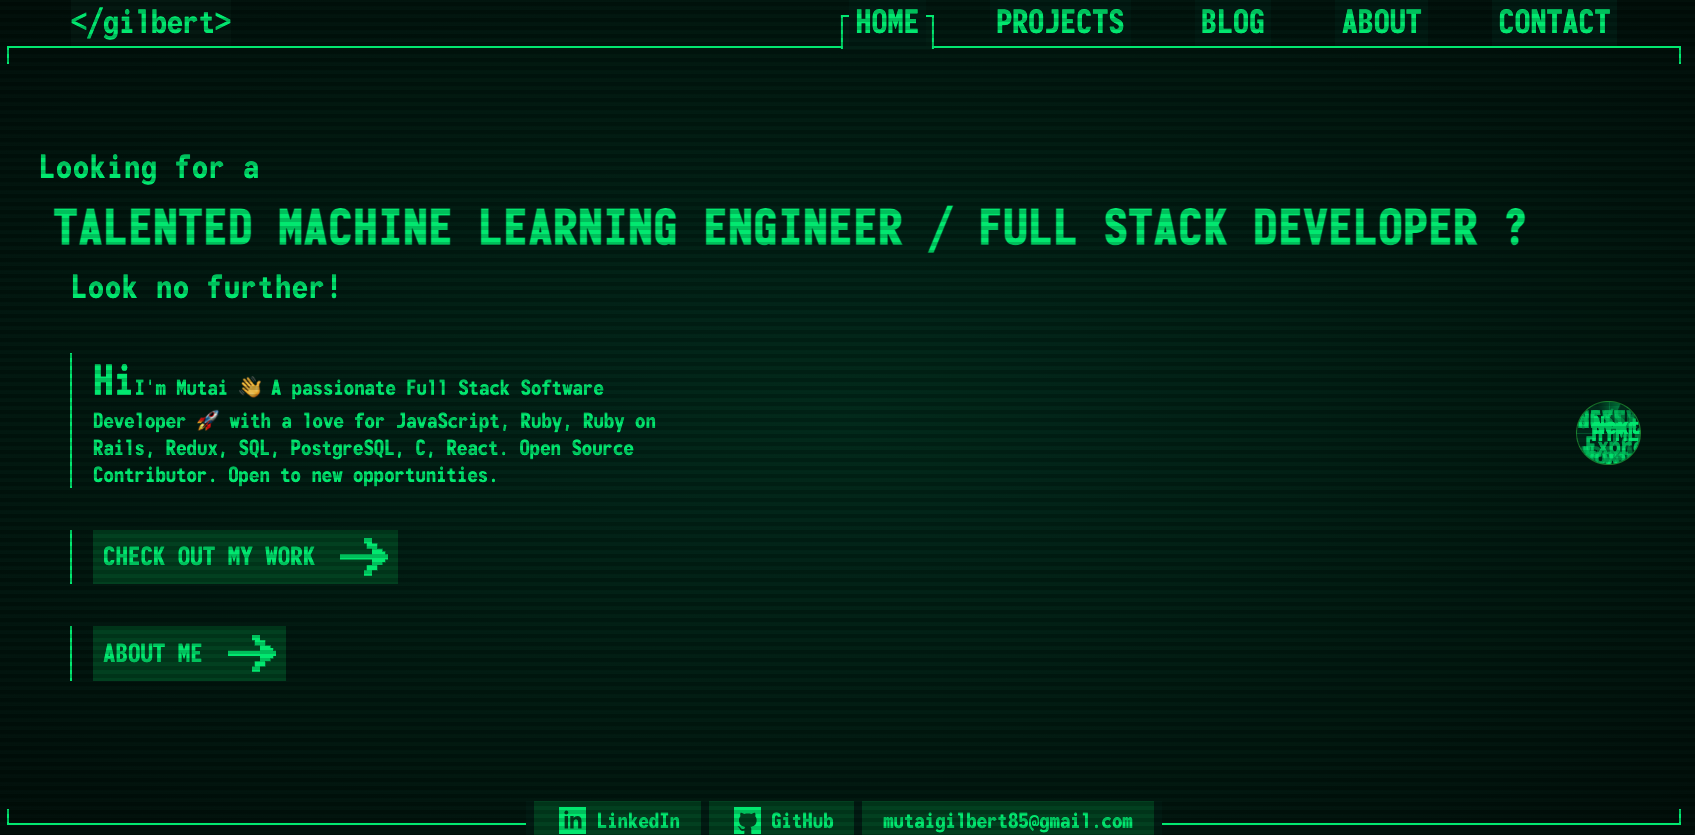 </gilbert> HOME PROJECTS BLOG ABOUT CONTACT
Looking for a
TALENTED MACHINE LEARNING ENGINEER / FULL STACK DEVELOPER ?
Look no further!
HiI'm Mutai 👋 A passionate Full Stack Software
Developer 🚀 with a love for JavaScript, Ruby, Ruby on
Rails, Redux, SQL, PostgreSQL, C, React. Open Source
Contributor. Open to new opportunities.
CHECK OUT MY WORK
ABOUT ME
LinkedIn GitHub mutaigilbert85@gmail.com